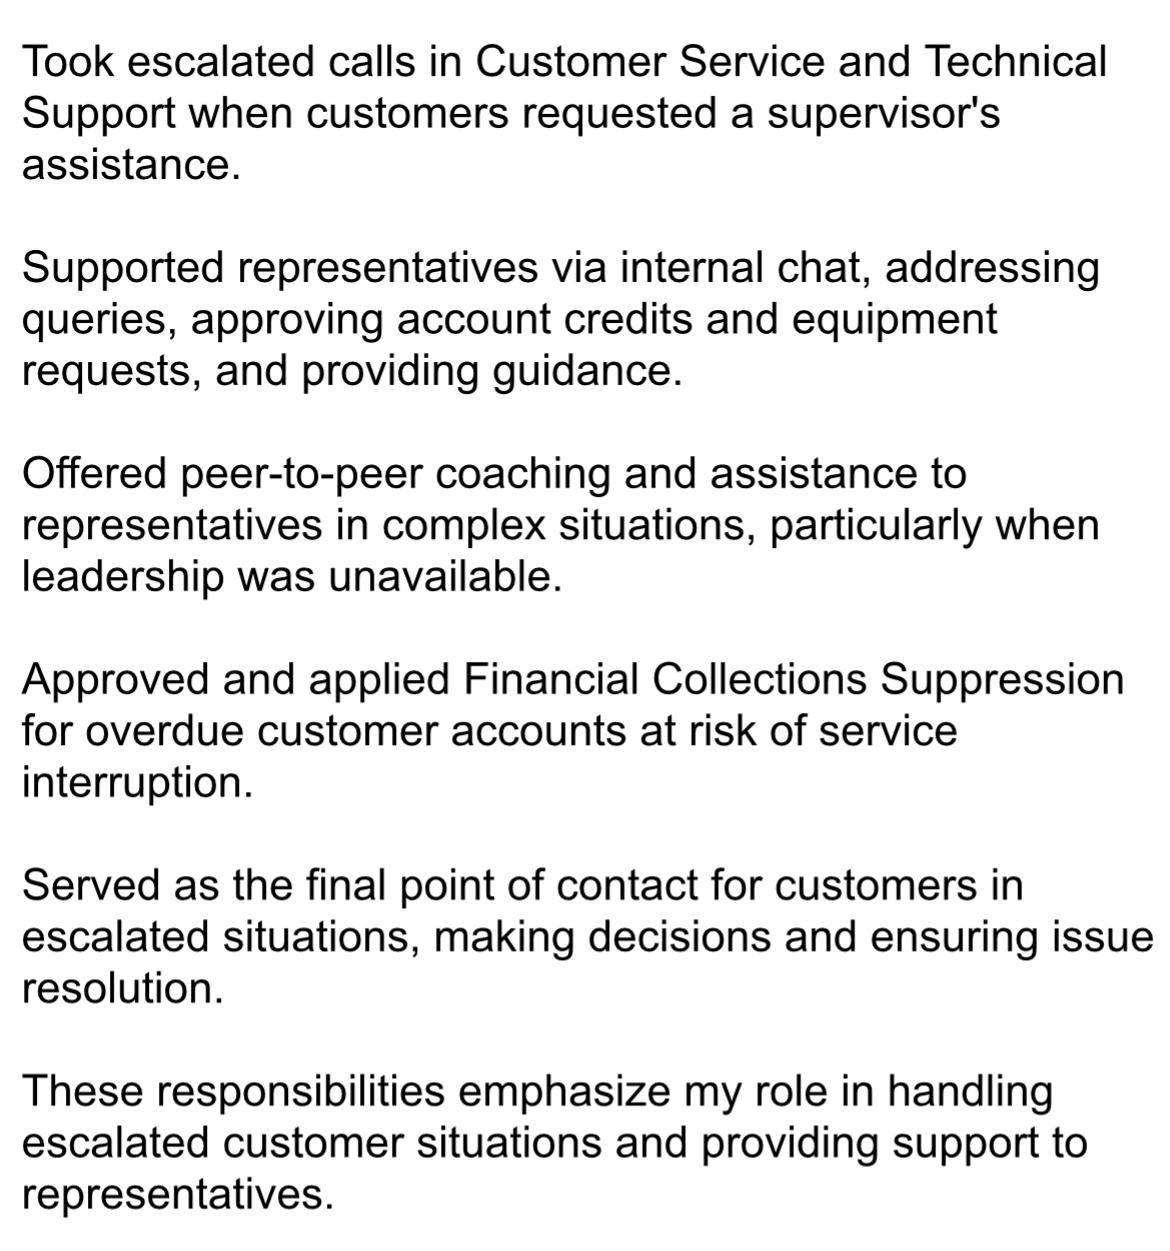 Took escalated calls in Customer Service and Technical
Support when customers requested a supervisor's
assistance.
Supported representatives via internal chat, addressing
queries, approving account credits and equipment
requests, and providing guidance.
Offered peer-to-peer coaching and assistance to
representatives in complex situations, particularly when
leadership was unavailable.
Approved and applied Financial Collections Suppression
for overdue customer accounts at risk of service
interruption.
Served as the final point of contact for customers in
escalated situations, making decisions and ensuring issue
resolution.
These responsibilities emphasize my role in handling
escalated customer situations and providing support to
representatives.